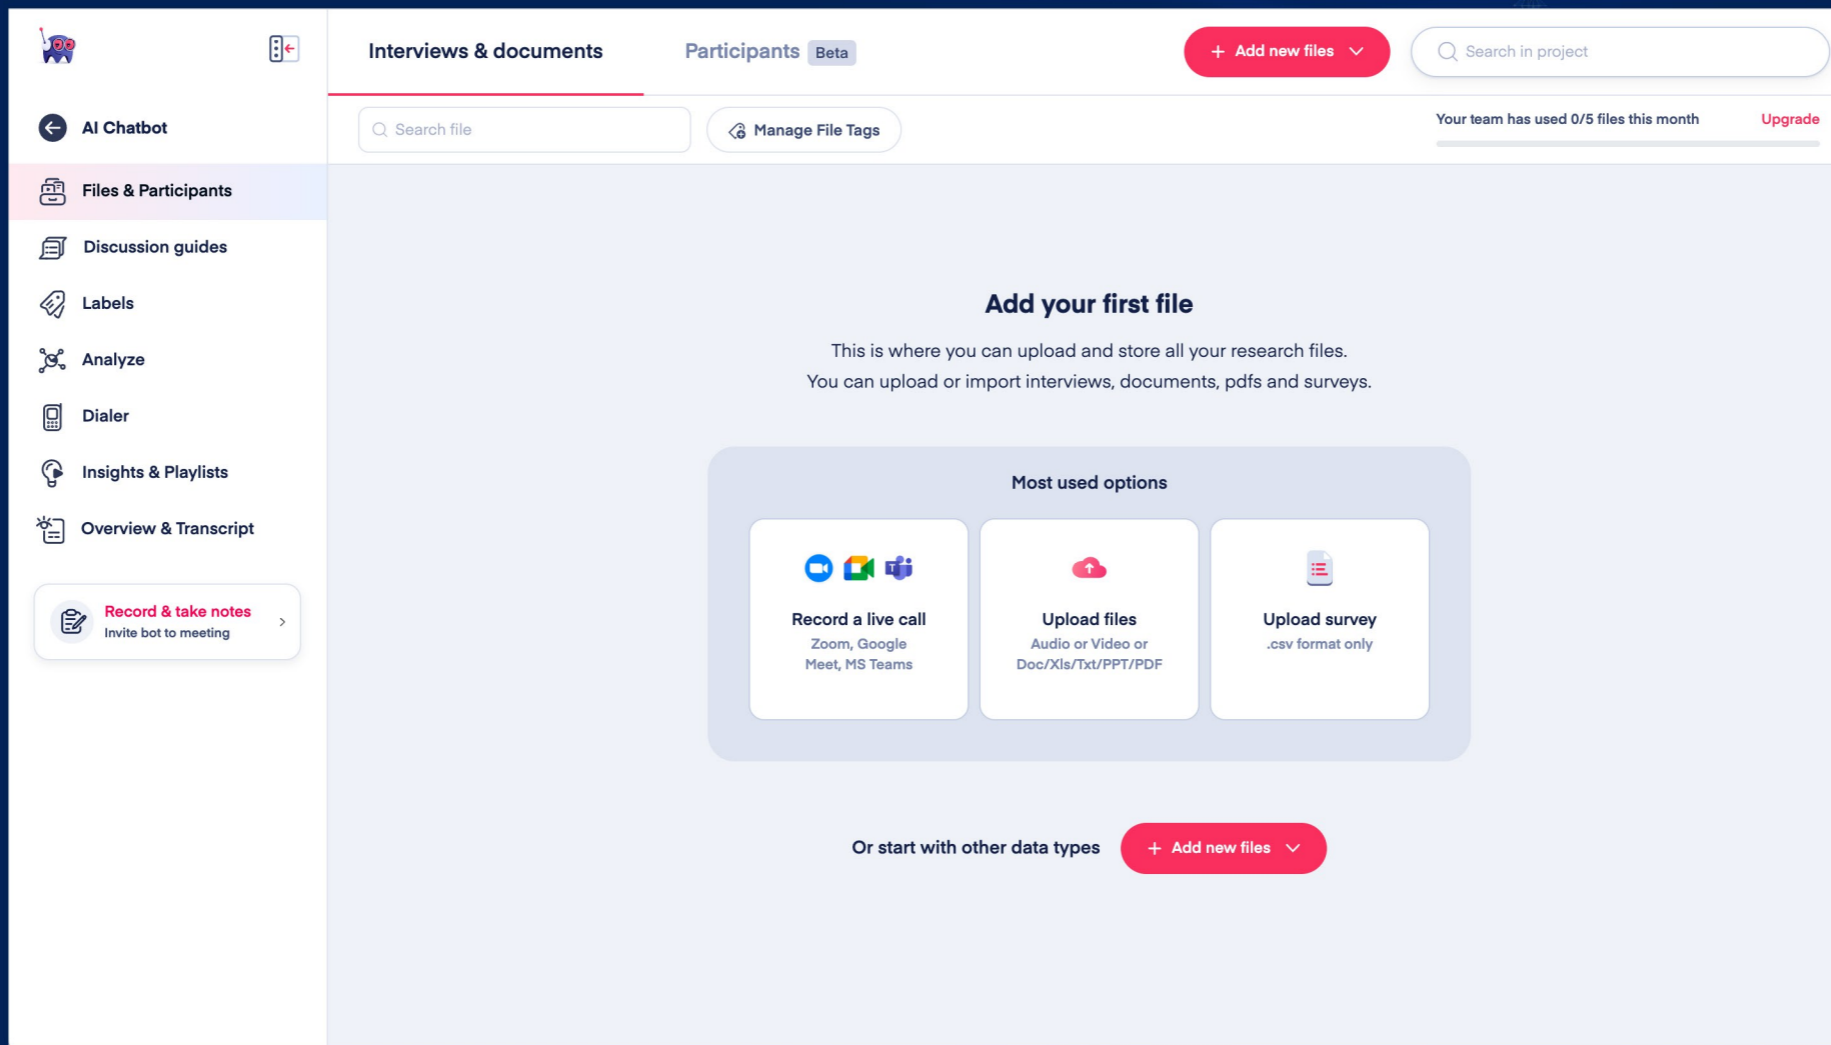 Interviews & documents
Participants Beta
+ Add new files
Search in project
AI Chatbot
Search file
Manage File Tags
Your team has used 0/5 files this month
Upgrade
Files & Participants
Discussion guides
Labels
Analyze
Dialer
Insights & Playlists
Overview & Transcript
Record & take notes
Invite bot to meeting
Add your first file
This is where you can upload and store all your research files.
You can upload or import interviews, documents, pdfs and surveys.
Most used options
Record a live call
Zoom, Google
Meet, MS Teams
Upload files
Audio or Video or
Doc/Xls/Txt/PPT/PDF
Upload survey
.csv format only
Or start with other data types
+ Add new files